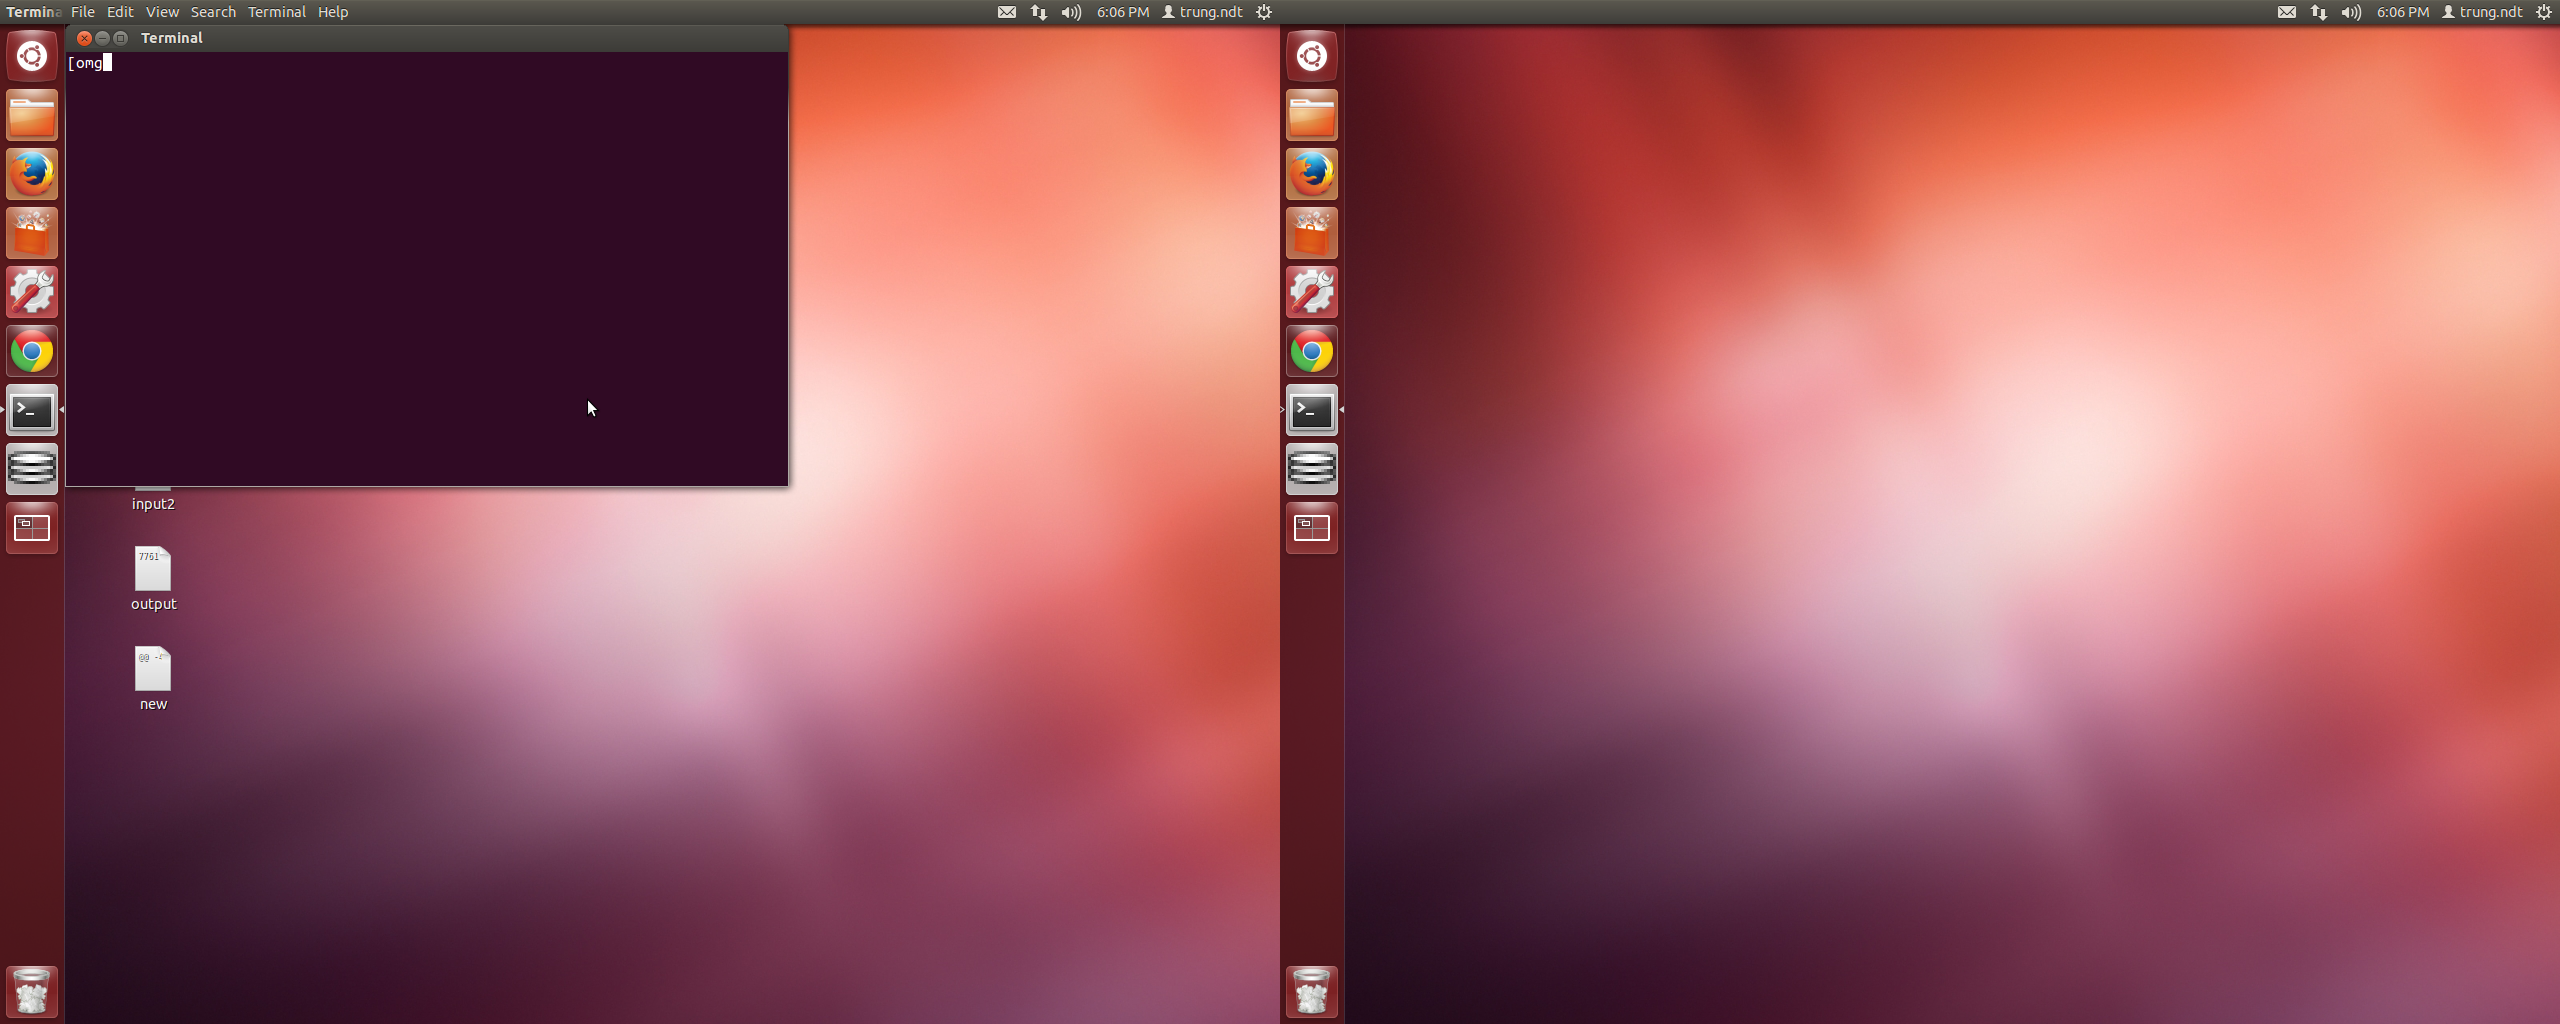 Termina File Edit View Search Terminal Help 6:06 PM trung.ndt
6:06 PM trung.ndt
Terminal
[omg
input2
7761
output
@@ -
new